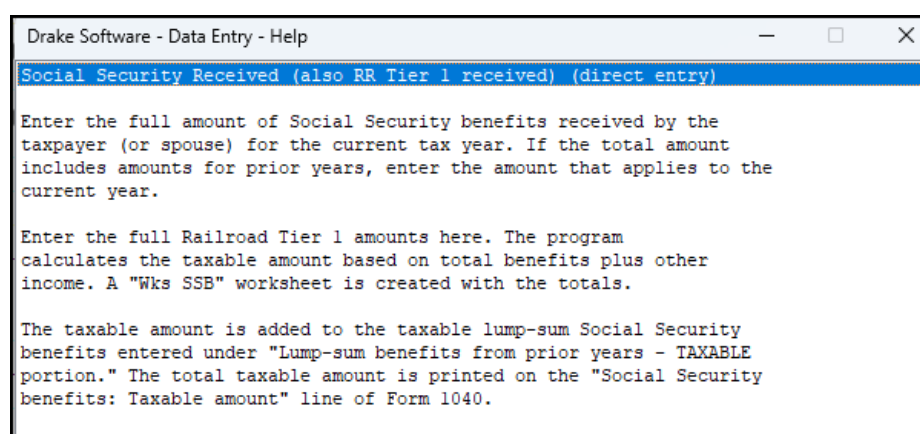 Drake Software - Data Entry - Help
Social Security Received (also RR Tier 1 received) (direct entry)
Enter the full amount of Social Security benefits received by the
taxpayer (or spouse) for the current tax year. If the total amount
includes amounts for prior years, enter the amount that applies to the
current year.
Enter the full Railroad Tier 1 amounts here. The program
calculates the taxable amount based on total benefits plus other
income. A "Wks SSB" worksheet is created with the totals.
The taxable amount is added to the taxable lump-sum Social Security
benefits entered under "Lump-sum benefits from prior years - TAXABLE
portion." The total taxable amount is printed on the "Social Security
benefits: Taxable amount" line of Form 1040.